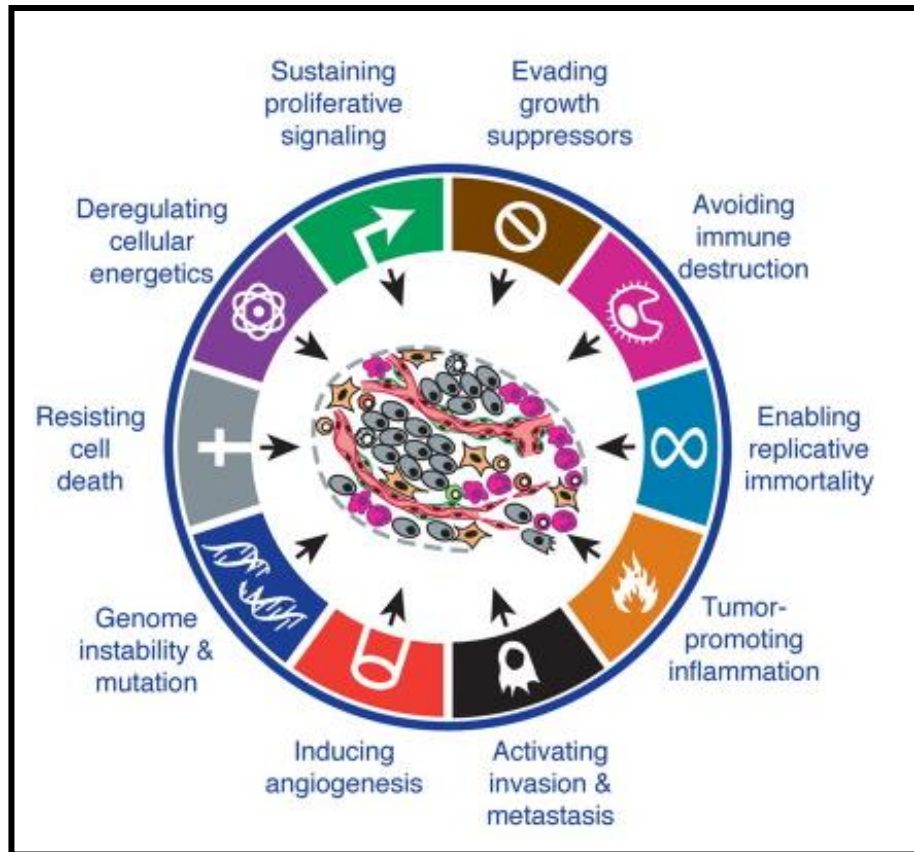 Sustaining
proliferative
signaling
Evading
growth
suppressors
Avoiding
immune
destruction
Enabling
replicative
immortality
Tumor-
promoting
inflammation
Activating
invasion &
metastasis
Inducing
angiogenesis
Genome
instability &
mutation
Resisting
cell
death
Deregulating
cellular
energetics